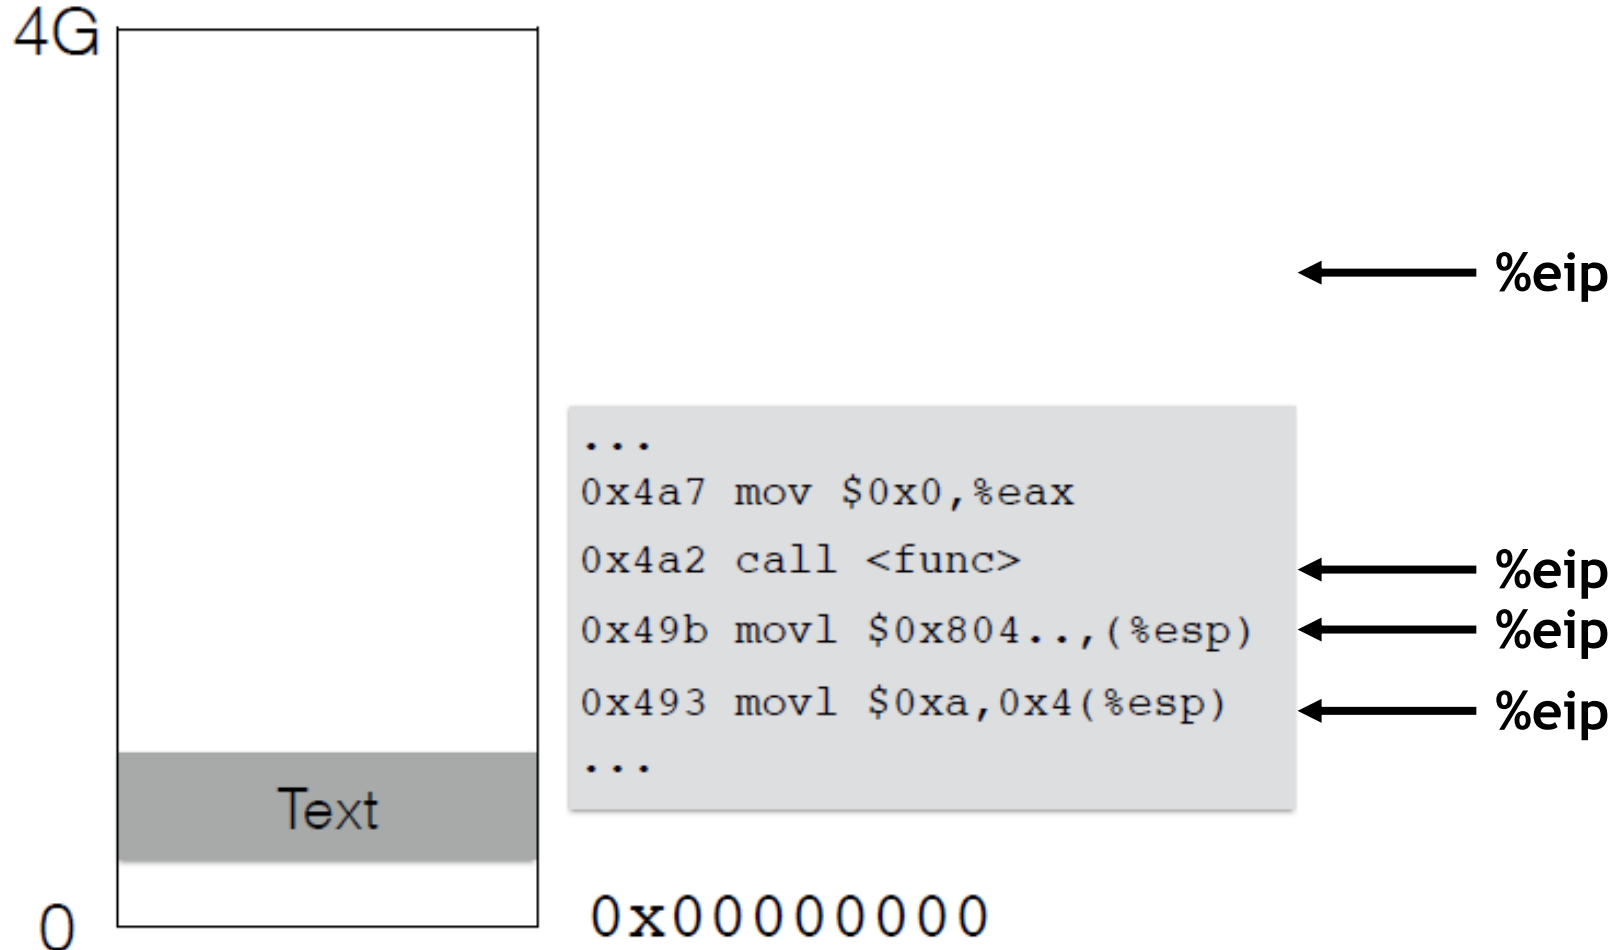 4G
%eip
...
0x4a7 mov $0x0,%eax
0x4a2 call <func>
%eip
0x49b movl $0x804..,(%esp)
%eip
0x493 movl $0xa,0x4(%esp)
%eip
...
Text
0
0x00000000